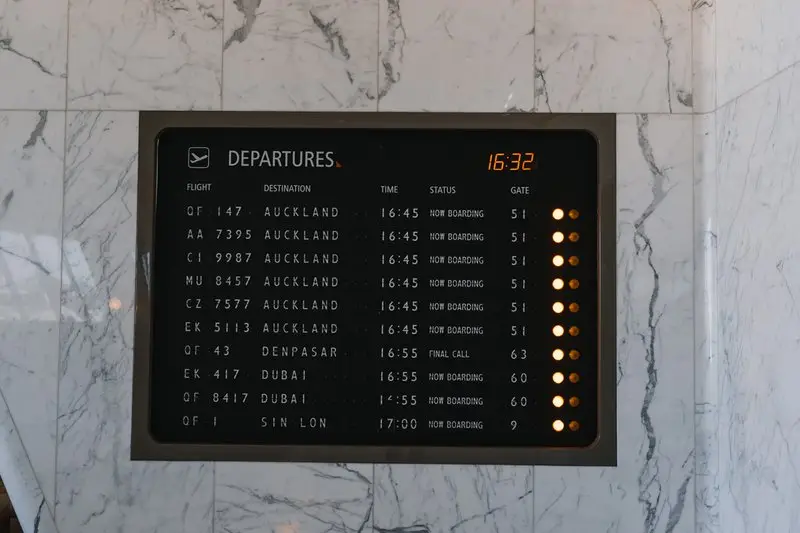 DEPARTURES 16:32
FLIGHT DESTINATION TIME STATUS GATE
QF 147 AUCKLAND 16:45 NOW BOARDING 51
AA 7395 AUCKLAND 16:45 NOW BOARDING 51
CI 9987 AUCKLAND 16:45 NOW BOARDING 51
MU 8457 AUCKLAND 16:45 NOW BOARDING 51
CZ 7577 AUCKLAND 16:45 NOW BOARDING 51
EK 5113 AUCKLAND 16:45 NOW BOARDING 51
QF 43 DENPASAR 16:55 FINAL CALL 63
EK 417 DUBAI 16:55 NOW BOARDING 60
QF 8417 DUBAI 16:55 NOW BOARDING 60
QF 1 SIN LON 17:00 NOW BOARDING 9